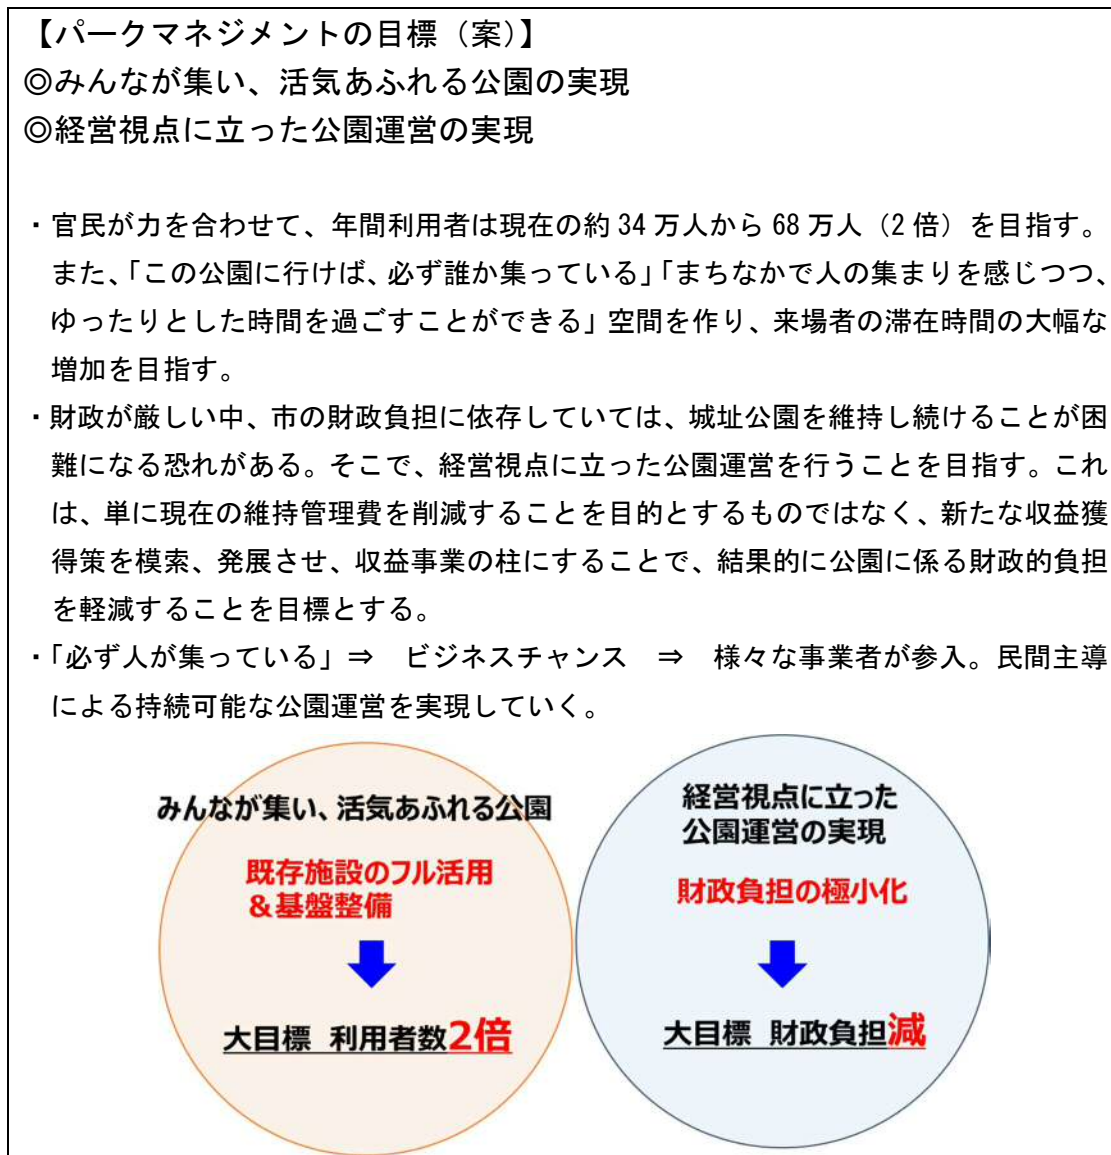 【パークマネジメントの目標（案）】
◎みんなが集い、活気あふれる公園の実現
◎経営視点に立った公園運営の実現
・官民が力を合わせて、年間利用者は現在の約 34 万人から 68 万人（2 倍）を目指す。
また、「この公園に行けば、必ず誰か集っている」「まちなかで人の集まりを感じつつ、
ゆったりとした時間を過ごすことができる」空間を作り、来場者の滞在時間の大幅な
増加を目指す。
・財政が厳しい中、市の財政負担に依存していては、城址公園を維持し続けることが困
難になる恐れがある。そこで、経営視点に立った公園運営を行うことを目指す。これ
は、単に現在の維持管理費を削減することを目的とするものではなく、新たな収益獲
得策を模索、発展させ、収益事業の柱にすることで、結果的に公園に係る財政的負担
を軽減することを目標とする。
・「必ず人が集っている」⇒ ビジネスチャンス ⇒ 様々な事業者が参入。民間主導
による持続可能な公園運営を実現していく。
みんなが集い、活気あふれる公園
既存施設のフル活用
＆基盤整備
大目標 利用者数2倍
経営視点に立った
公園運営の実現
財政負担の極小化
大目標 財政負担減